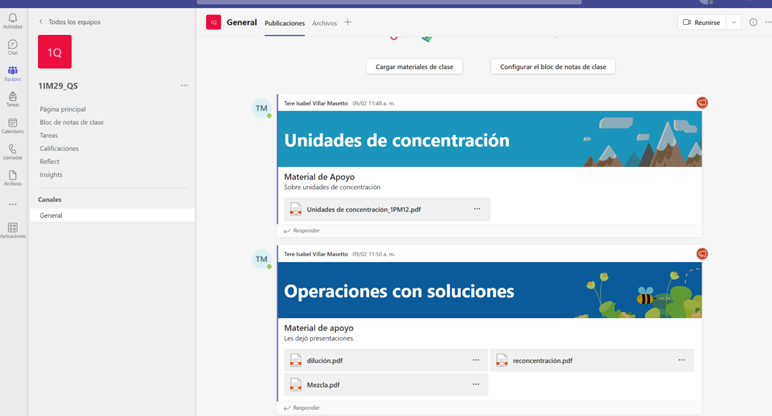 Actividad
Chat
Equipos
Tareas
Calendario
Llamadas
Archivos
Aplicaciones
Todos los equipos
1Q
1IM29_QS
Página principal
Bloc de notas de clase
Tareas
Calificaciones
Reflect
Insights
Canales
General
1Q General Publicaciones Archivos Reunirse
Cargar materiales de clase Configurar el bloc de notas de clase
TM Tere Isabel Villar Masetto 09/02 11:48 a. m.
Unidades de concentración
Material de Apoyo
Sobre unidades de concentración
Unidades de concentración_1PM12.pdf
Responder
TM Tere Isabel Villar Masetto 09/02 11:50 a. m.
Operaciones con soluciones
Material de apoyo
Les dejó presentaciones.
dilución.pdf reconcentración.pdf
Mezcla.pdf
Responder